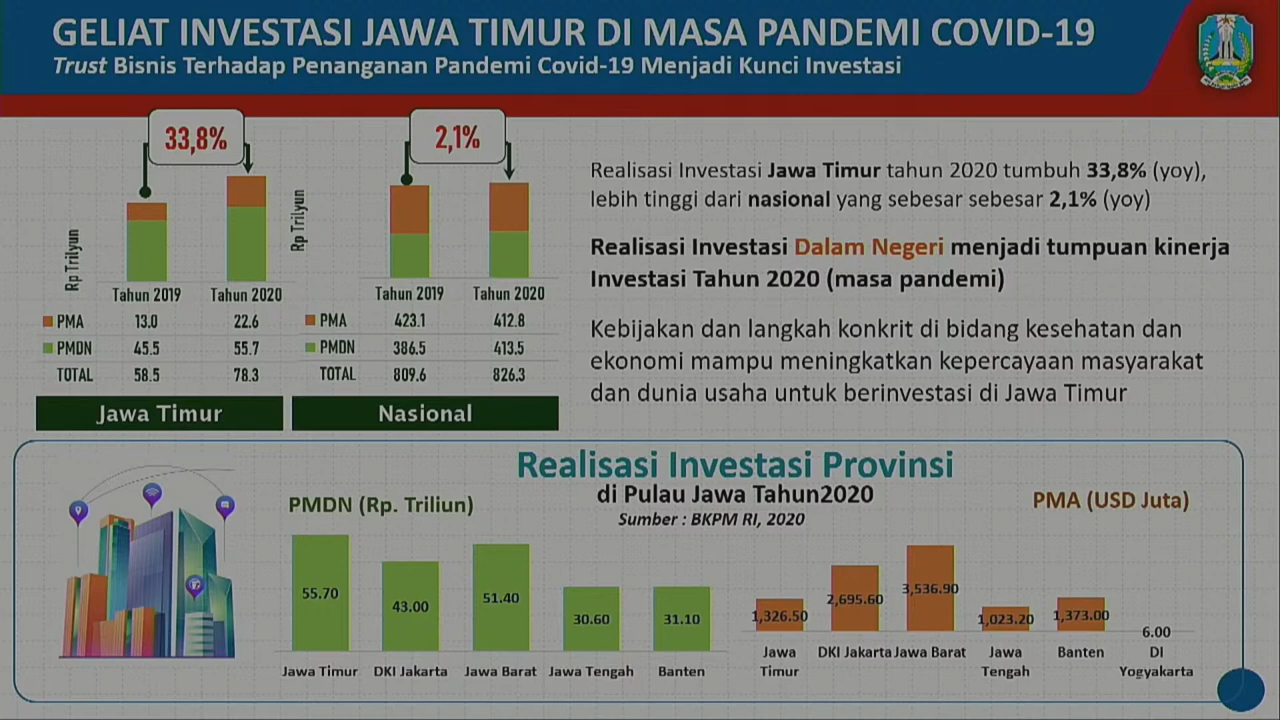 GELIAT INVESTASI JAWA TIMUR DI MASA PANDEMI COVID-19
Trust Bisnis Terhadap Penanganan Pandemi Covid-19 Menjadi Kunci Investasi
33,8%
Rp Trilyun
Tahun 2019 Tahun 2020
PMA 13.0 22.6
PMDN 45.5 55.7
TOTAL 58.5 78.3
Jawa Timur
2,1%
Rp Trilyun
Tahun 2019 Tahun 2020
PMA 423.1 412.8
PMDN 386.5 413.5
TOTAL 809.6 826.3
Nasional
Realisasi Investasi Jawa Timur tahun 2020 tumbuh 33,8% (yoy),
lebih tinggi dari nasional yang sebesar sebesar 2,1% (yoy)
Realisasi Investasi Dalam Negeri menjadi tumpuan kinerja
Investasi Tahun 2020 (masa pandemi)
Kebijakan dan langkah konkrit di bidang kesehatan dan
ekonomi mampu meningkatkan kepercayaan masyarakat
dan dunia usaha untuk berinvestasi di Jawa Timur
Realisasi Investasi Provinsi
di Pulau Jawa Tahun2020
Sumber : BKPM RI, 2020
PMDN (Rp. Triliun)
55.70 43.00 51.40 30.60 31.10
Jawa Timur DKI Jakarta Jawa Barat Jawa Tengah Banten
PMA (USD Juta)
1,326.50 2,695.60 3,536.90 1,023.20 1,373.00 6.00
Jawa DKI Jakarta Jawa Barat Jawa Banten DI
Timur Tengah Yogyakarta